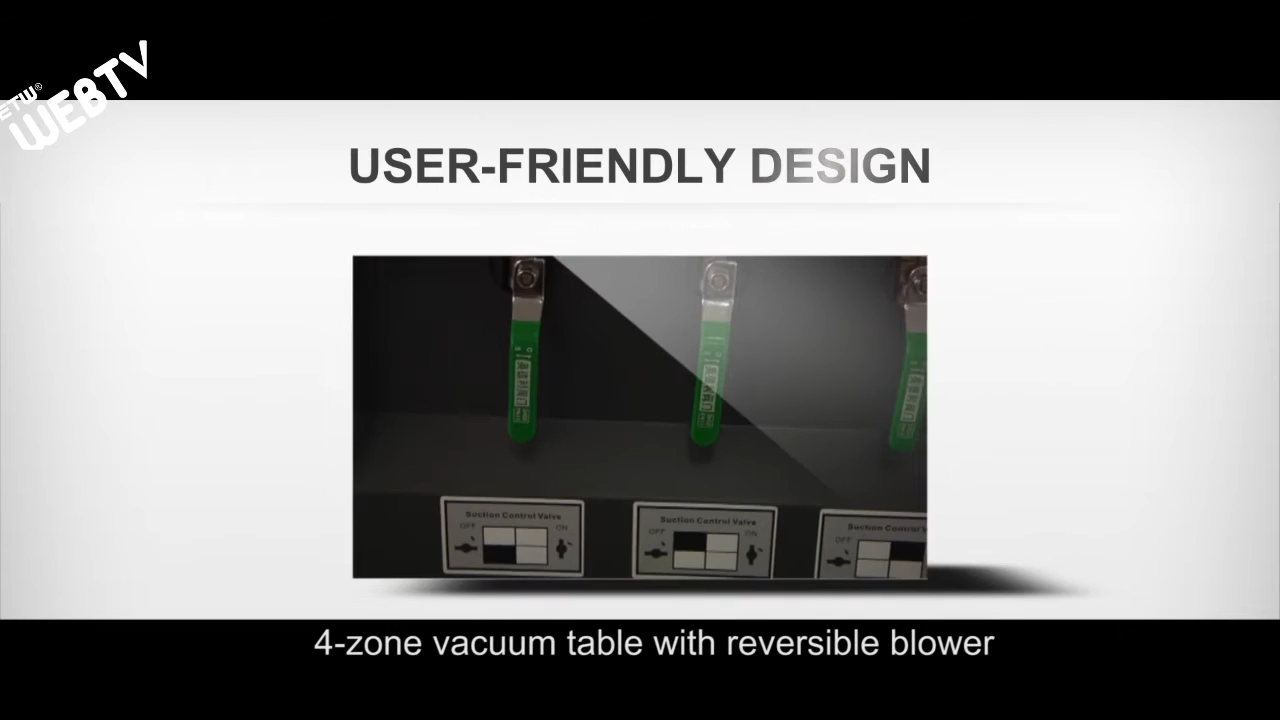 WEBTV
USER-FRIENDLY DESIGN
Suction Control Valve
OFF
ON
Suction Control Valve
OFF
ON
Suction Control
OFF
4-zone vacuum table with reversible blower